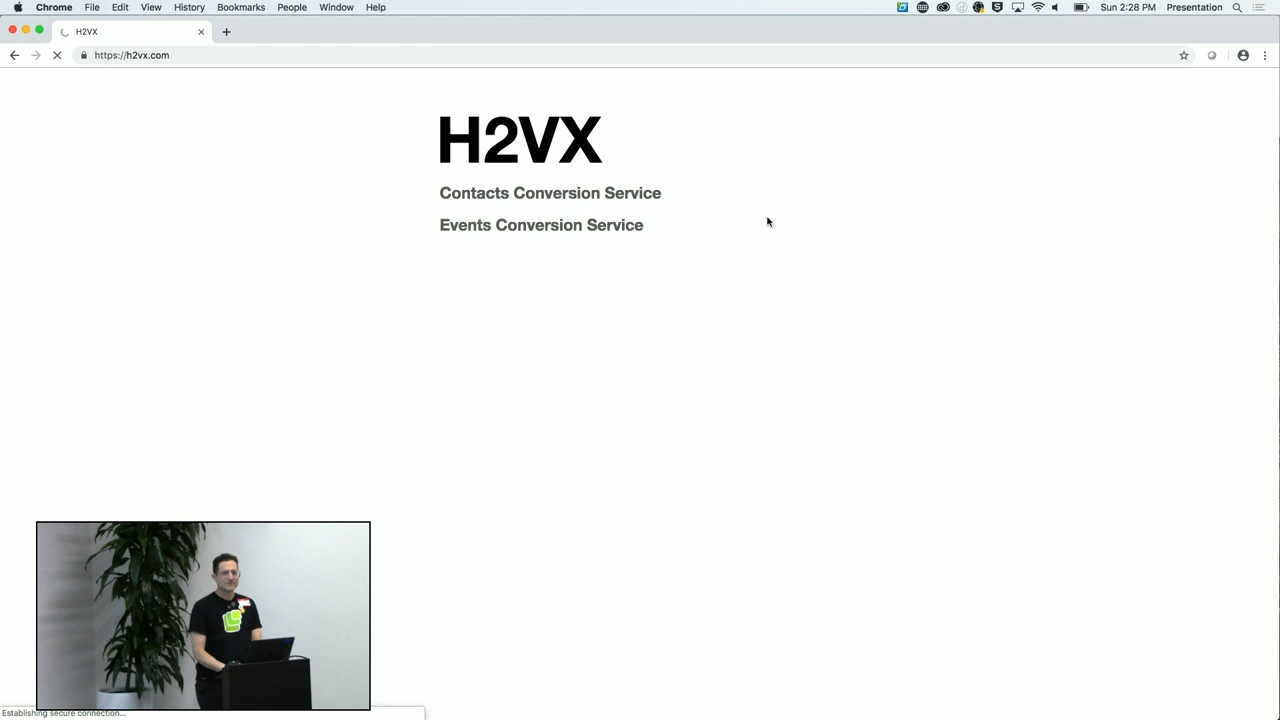 Chrome File Edit View History Bookmarks People Window Help
Sun 2:28 PM Presentation
H2VX
https://h2vx.com
H2VX
Contacts Conversion Service
Events Conversion Service
Establishing secure connection...